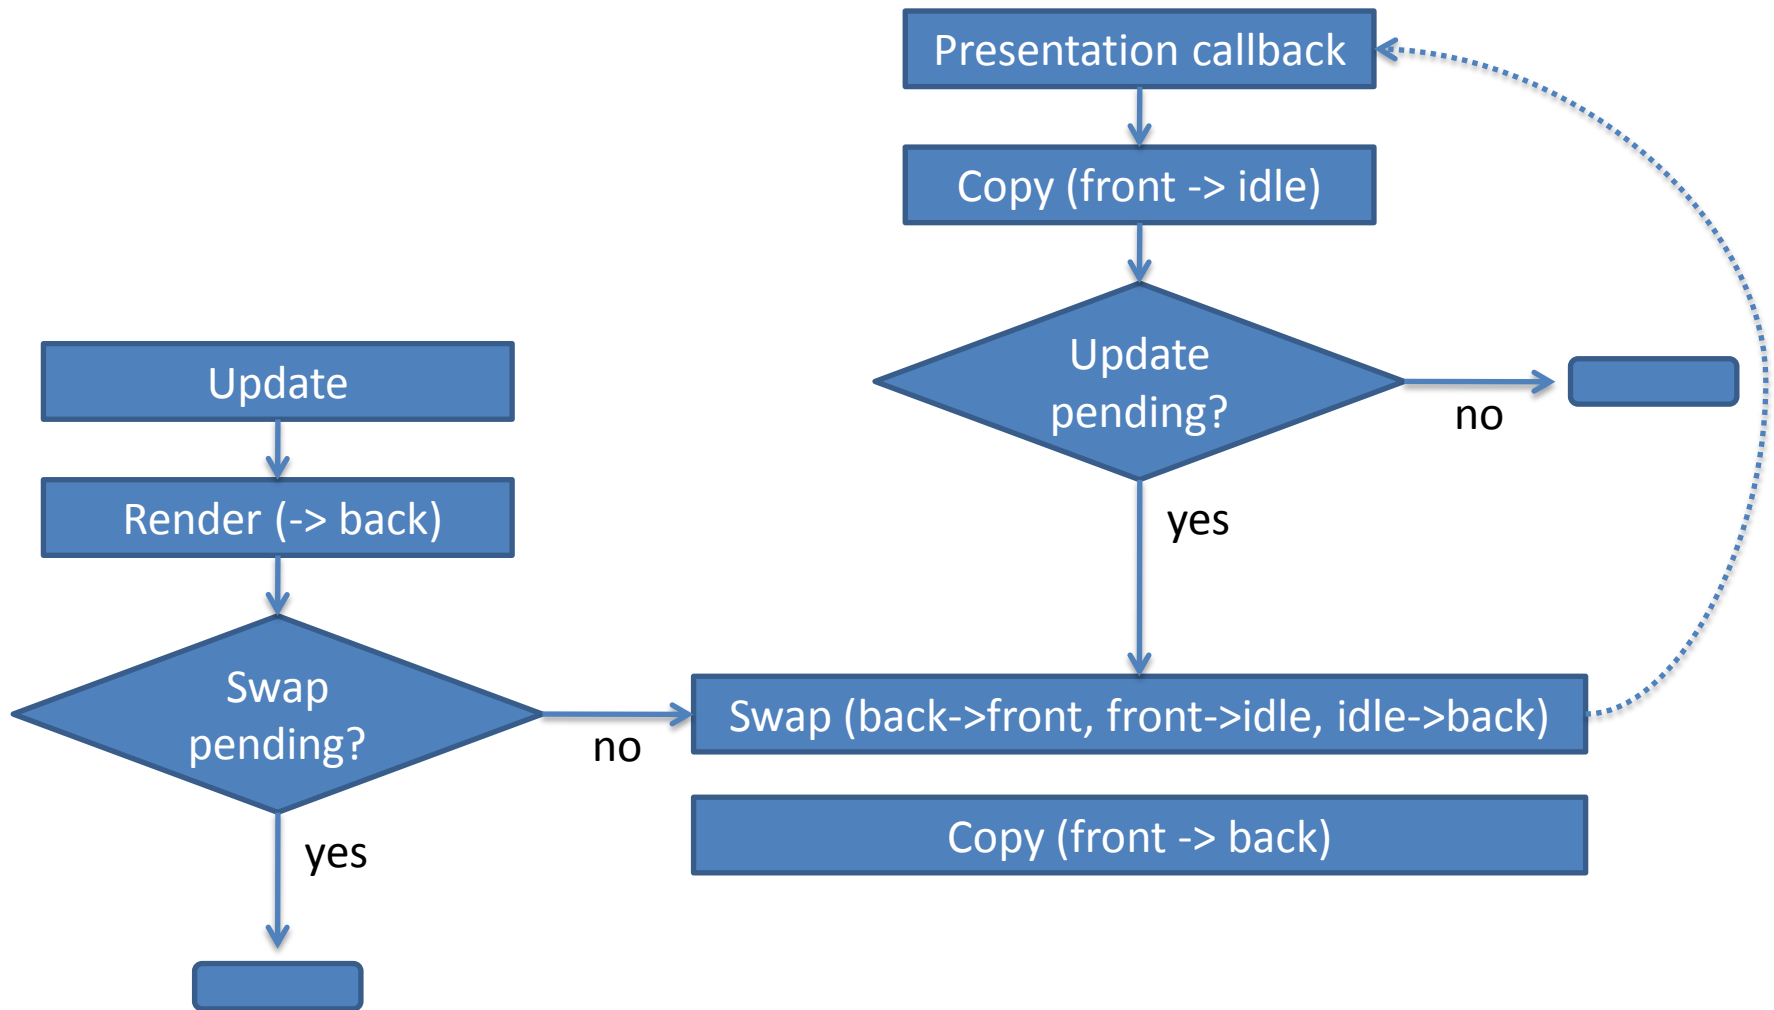 Presentation callback
Copy (front -> idle)
Update
pending?
no
yes
Update
Render (-> back)
Swap
pending?
no
yes
Swap (back->front, front->idle, idle->back)
Copy (front -> back)